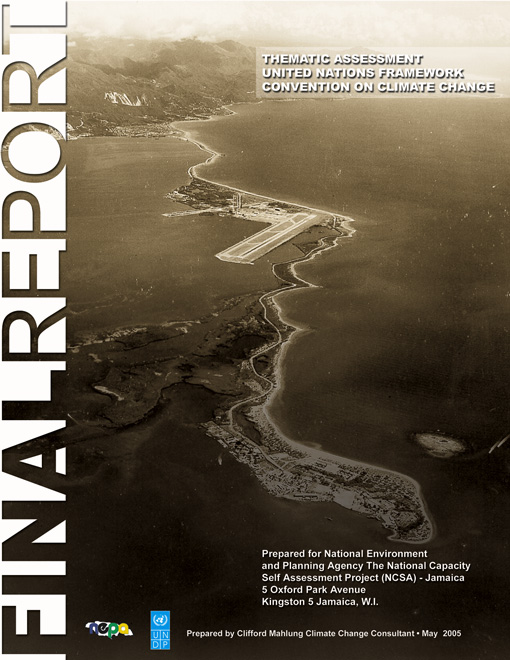 FINALREPORT
THEMATIC ASSESSMENT
UNITED NATIONS FRAMEWORK
CONVENTION ON CLIMATE CHANGE
Prepared for National Environment
and Planning Agency The National Capacity
Self Assessment Project (NCSA) - Jamaica
5 Oxford Park Avenue
Kingston 5 Jamaica, W.I.
nepa
U N
D P
Prepared by Clifford Mahlung Climate Change Consultant • May 2005